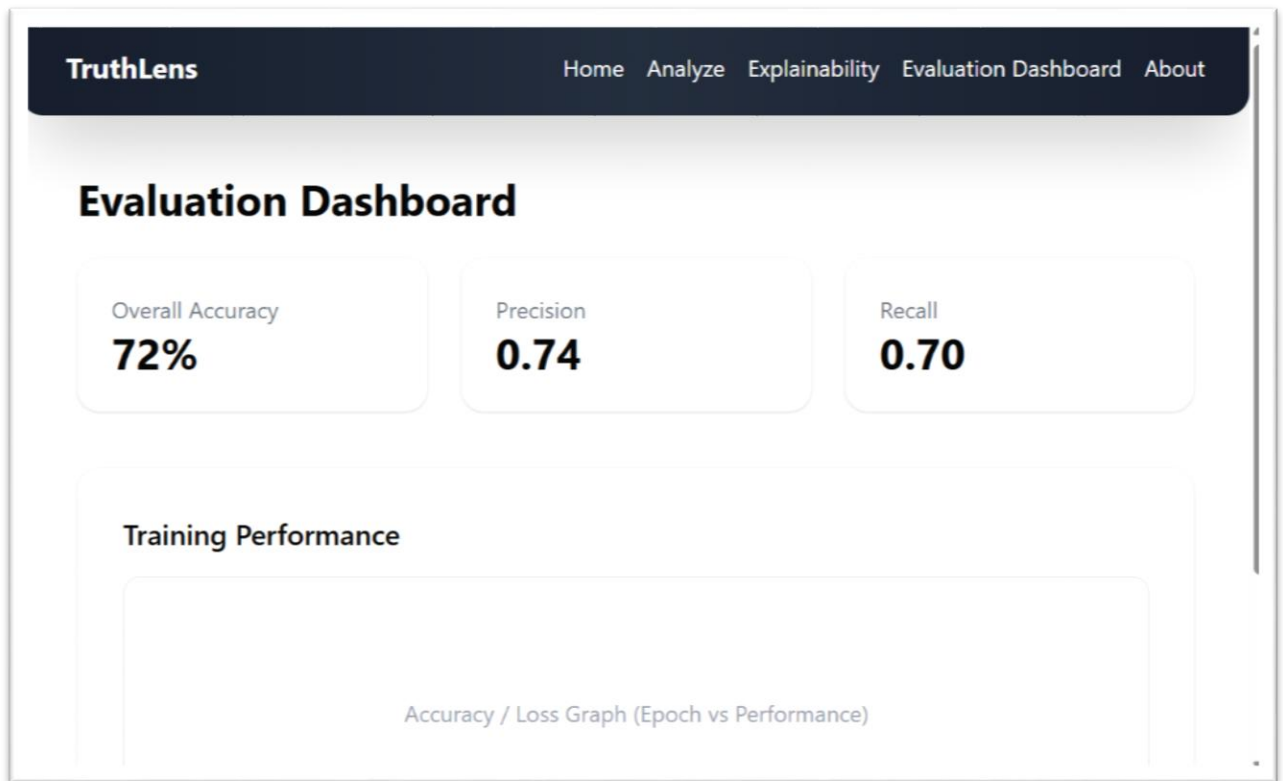 TruthLens Home Analyze Explainability Evaluation Dashboard About
Evaluation Dashboard
Overall Accuracy
72%
Precision
0.74
Recall
0.70
Training Performance
Accuracy / Loss Graph (Epoch vs Performance)